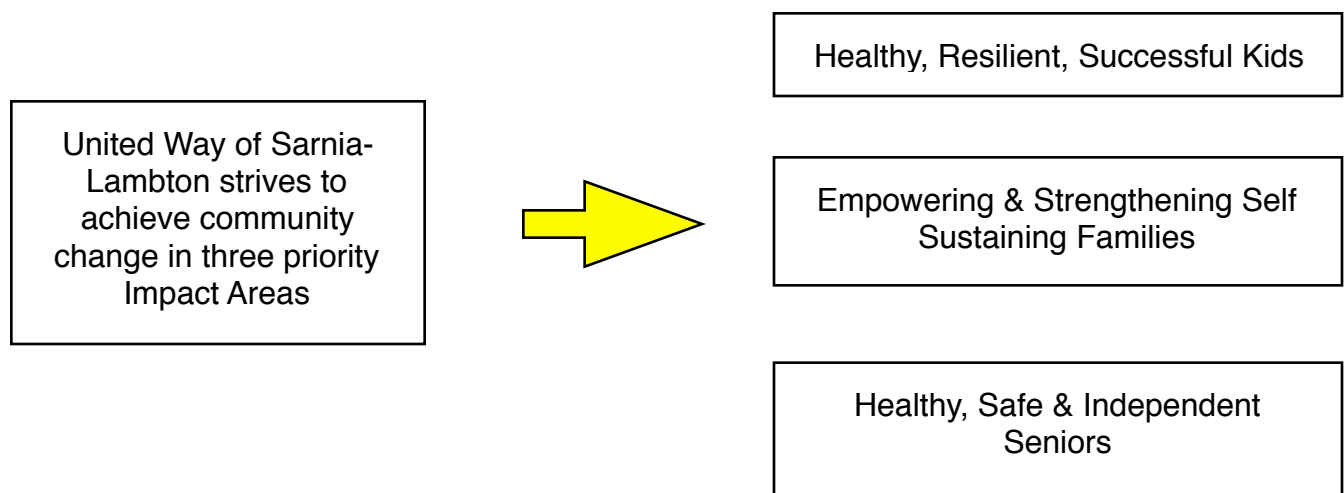 United Way of Sarnia-
Lambton strives to
achieve community
change in three priority
Impact Areas
Healthy, Resilient, Successful Kids
Empowering & Strengthening Self
Sustaining Families
Healthy, Safe & Independent
Seniors